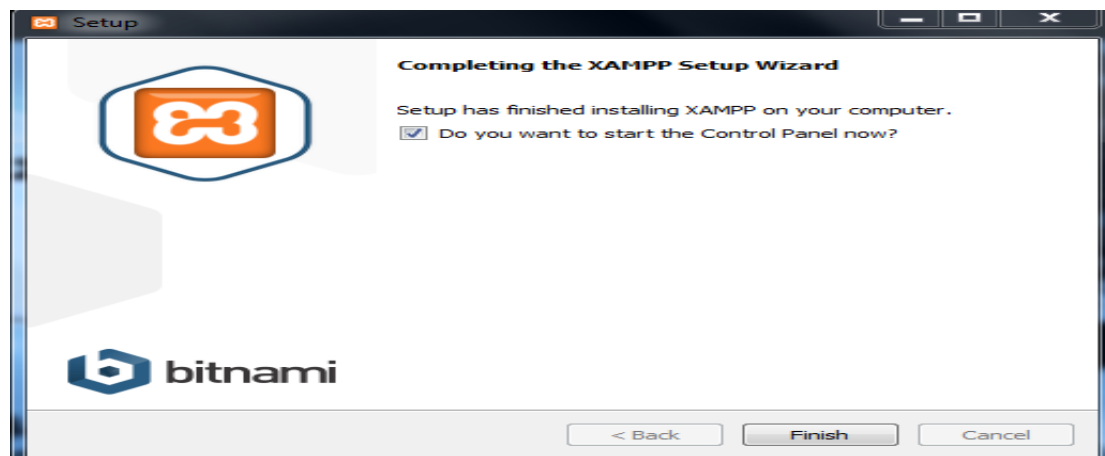 Setup
Completing the XAMPP Setup Wizard
Setup has finished installing XAMPP on your computer.
Do you want to start the Control Panel now?
bitnami
< Back
Finish
Cancel